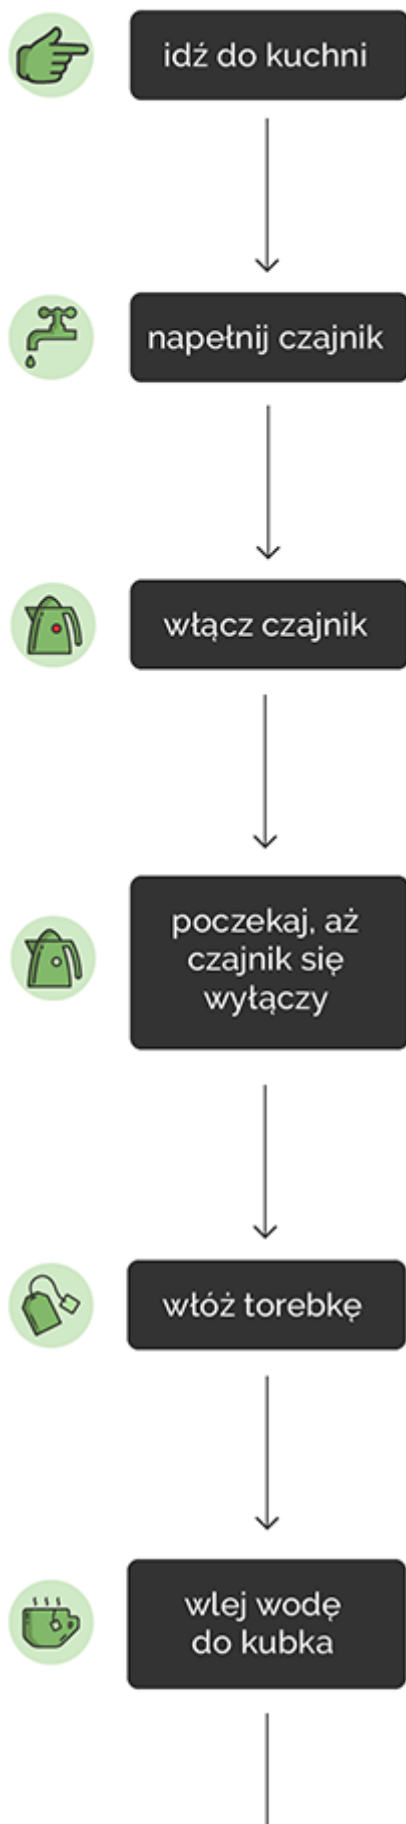 idź do kuchni
napełnij czajnik
włącz czajnik
poczekaj, aż
czajnik się
wyłączy
włóż torebkę
wlej wodę
do kubka